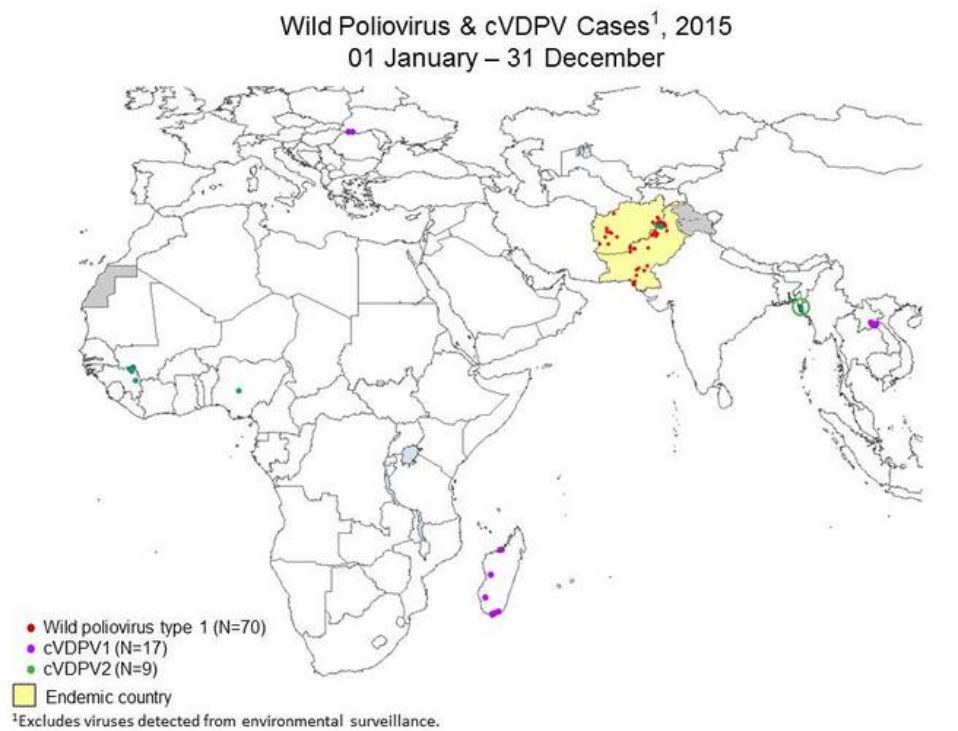 Wild Poliovirus & cVDPV Cases¹, 2015
01 January – 31 December
Wild poliovirus type 1 (N=70)
cVDPV1 (N=17)
cVDPV2 (N=9)
Endemic country
¹Excludes viruses detected from environmental surveillance.